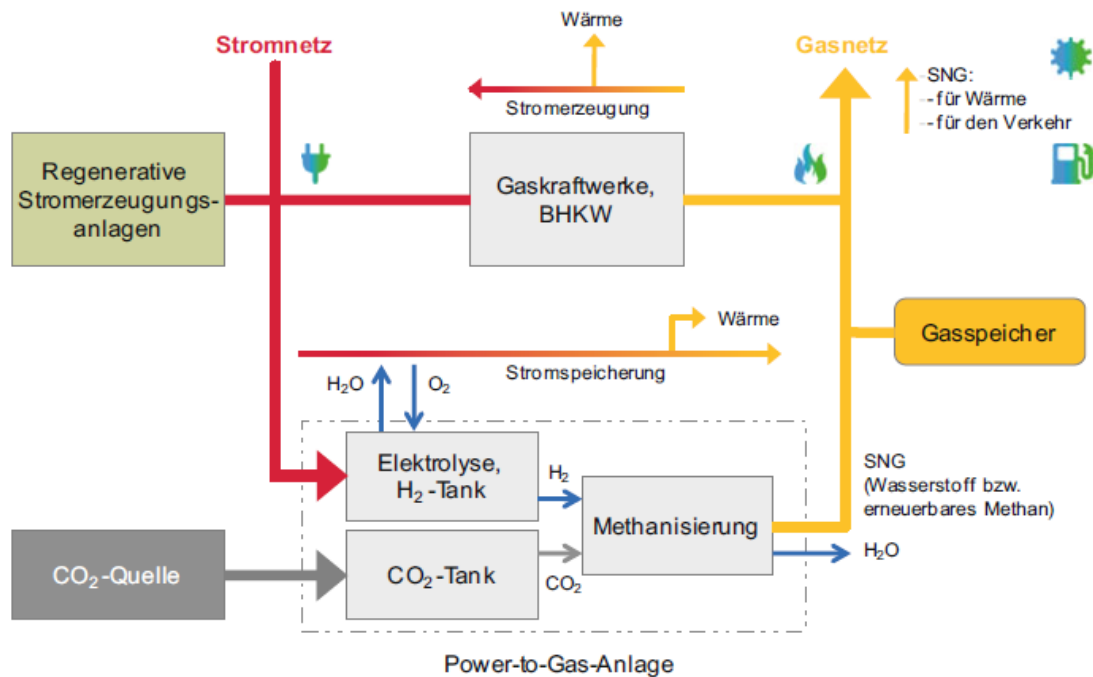 Wärme
Stromnetz
Gasnetz
SNG:
- für Wärme
- für den Verkehr
Stromerzeugung
Regenerative
Stromerzeugungs-
anlagen
Gaskraftwerke,
BHKW
Wärme
Gasspeicher
Stromspeicherung
H₂O
O₂
Elektrolyse,
H₂-Tank
H₂
SNG
(Wasserstoff bzw.
erneuerbares Methan)
Methanisierung
H₂O
CO₂-Quelle
CO₂-Tank
CO₂
Power-to-Gas-Anlage